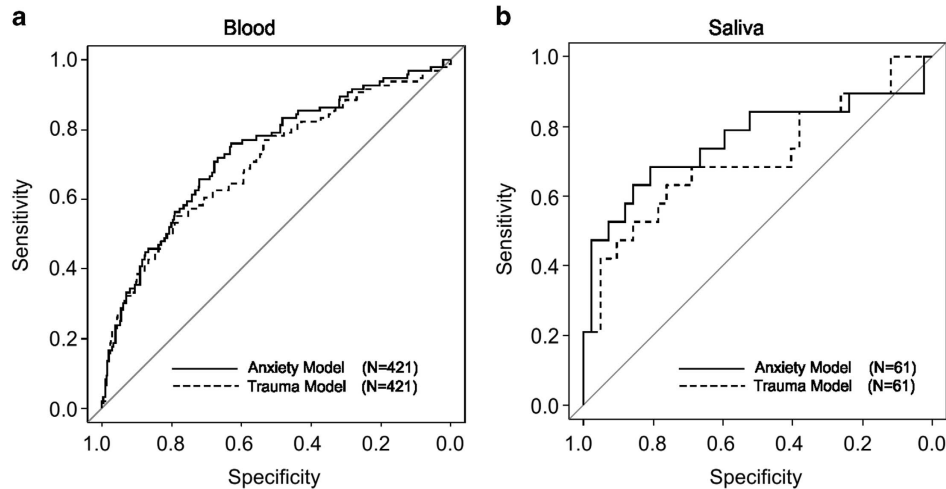 a
Blood
Sensitivity
1.0
0.8
0.6
0.4
0.2
0.0
Anxiety Model (N=421)
Trauma Model (N=421)
1.0 0.8 0.6 0.4 0.2 0.0
Specificity
b
Saliva
Sensitivity
1.0
0.8
0.6
0.4
0.2
0.0
Anxiety Model (N=61)
Trauma Model (N=61)
1.0 0.8 0.6 0.4 0.2 0.0
Specificity